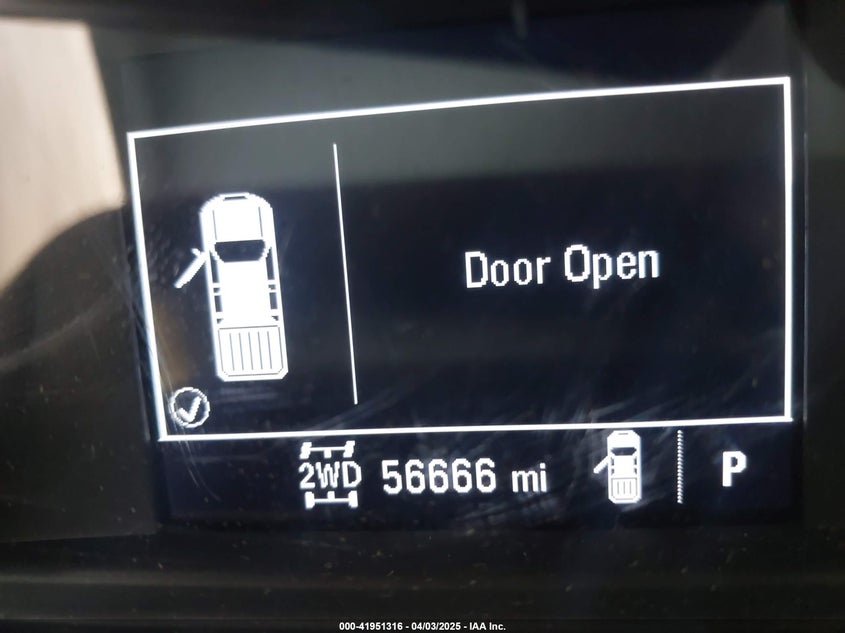 Door Open
2WD 56666 mi P
000-41951316 - 04/03/2025 - IAA Inc.